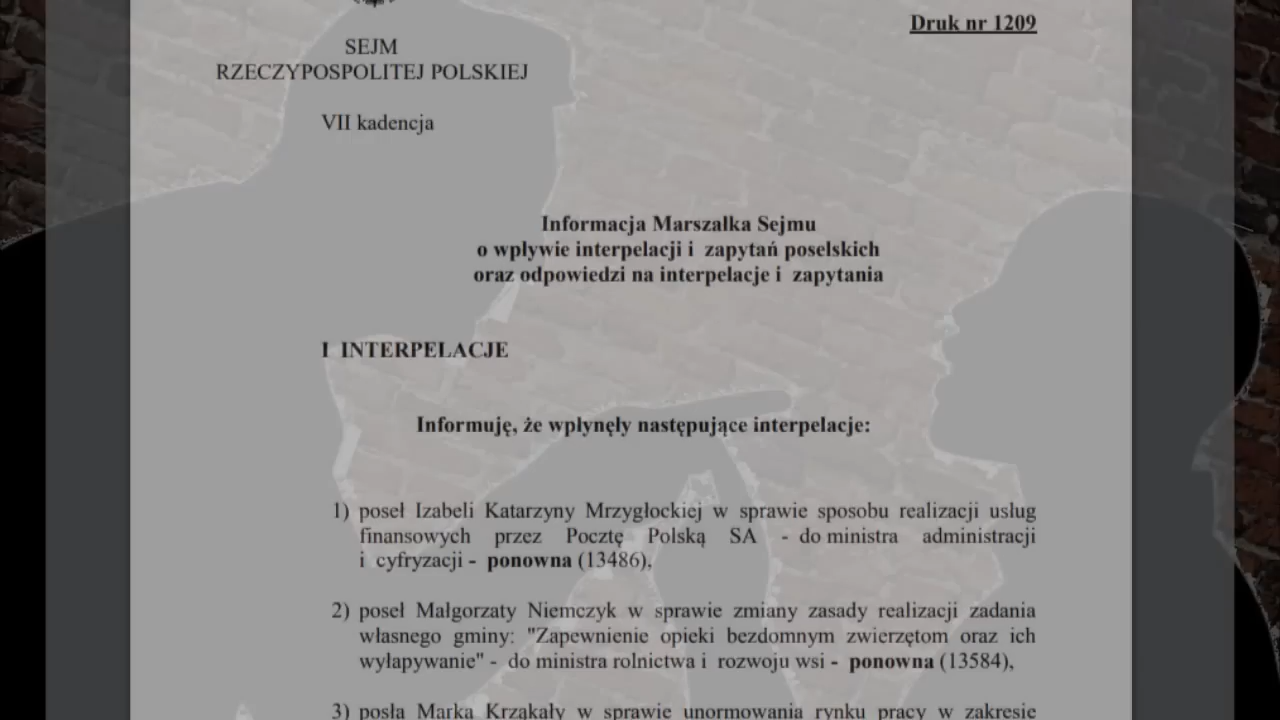 Druk nr 1209
SEJM
RZECZYPOSPOLITEJ POLSKIEJ
VII kadencja
Informacja Marszałka Sejmu
o wpływie interpelacji i zapytań poselskich
oraz odpowiedzi na interpelacje i zapytania
I INTERPELACJE
Informuję, że wpłynęły następujące interpelacje:
1) poseł Izabeli Katarzyny Mrzygłockiej w sprawie sposobu realizacji usług
finansowych przez Pocztę Polską SA - do ministra administracji
i cyfryzacji - ponowna (13486),
2) poseł Małgorzaty Niemczyk w sprawie zmiany zasady realizacji zadania
własnego gminy: "Zapewnienie opieki bezdomnym zwierzętom oraz ich
wyłapywanie" - do ministra rolnictwa i rozwoju wsi - ponowna (13584),
3) posła Marka Krząkały w sprawie unormowania rynku pracy w zakresie